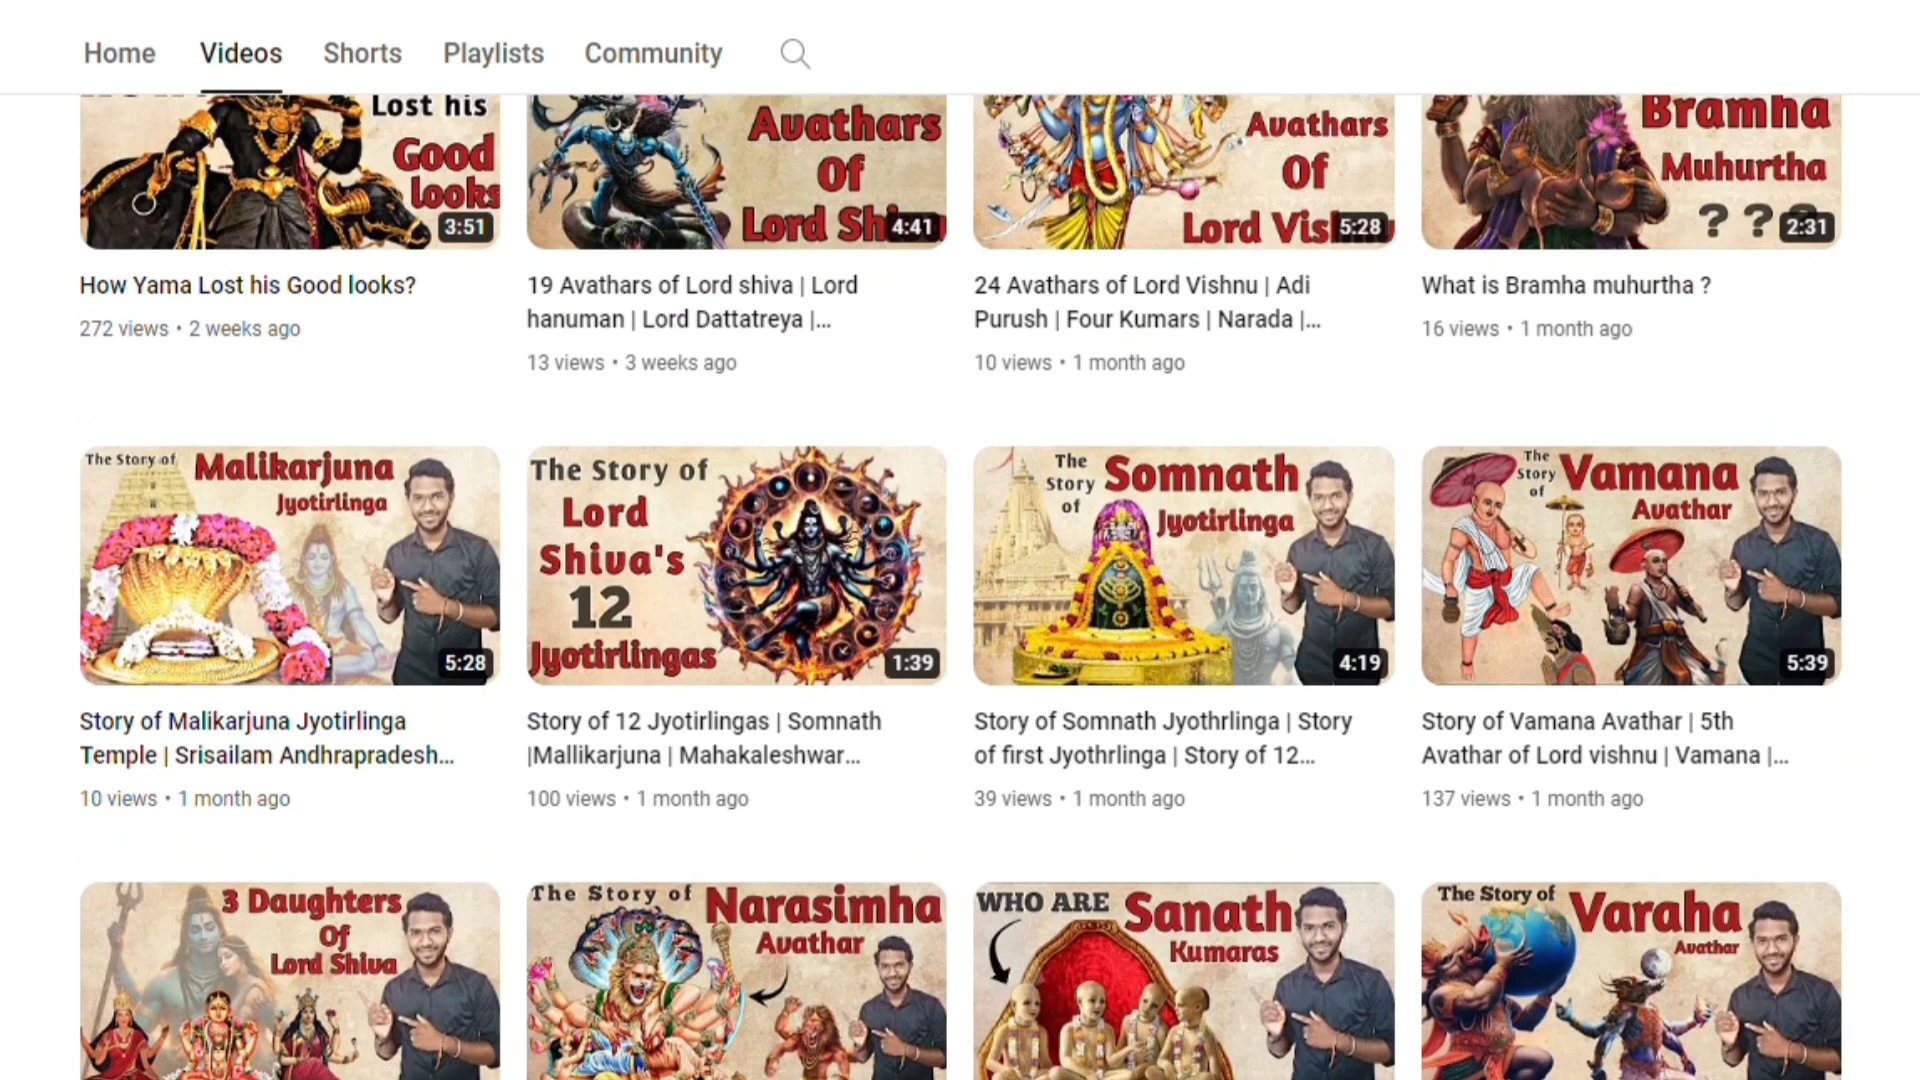 Home Videos Shorts Playlists Community
Lost his
Good
looks
3:51
Avathars
Of
Lord Sh
4:41
Avathars
Of
Lord Vish
5:28
Bramha
Muhurtha
? ? ?
2:31
How Yama Lost his Good looks?
272 views • 2 weeks ago
19 Avathars of Lord shiva | Lord
hanuman | Lord Dattatreya |...
13 views • 3 weeks ago
24 Avathars of Lord Vishnu | Adi
Purush | Four Kumars | Narada |...
10 views • 1 month ago
What is Bramha muhurtha ?
16 views • 1 month ago
The Story of Malikarjuna
Jyotirlinga
5:28
The Story of
Lord
Shiva's
12
Jyotirlingas
1:39
The
Story
of
Somnath
Jyotirlinga
4:19
The
Story
of
Vamana
Avathar
5:39
Story of Malikarjuna Jyotirlinga
Temple | Srisailam Andhrapradesh...
10 views • 1 month ago
Story of 12 Jyotirlingas | Somnath
|Mallikarjuna | Mahakaleshwar...
100 views • 1 month ago
Story of Somnath Jyothrlinga | Story
of first Jyothrlinga | Story of 12...
39 views • 1 month ago
Story of Vamana Avathar | 5th
Avathar of Lord vishnu | Vamana |...
137 views • 1 month ago
3 Daughters
Of
Lord Shiva
The Story of Narasimha
Avathar
WHO ARE Sanath
Kumaras
The Story of Varaha
Avathar